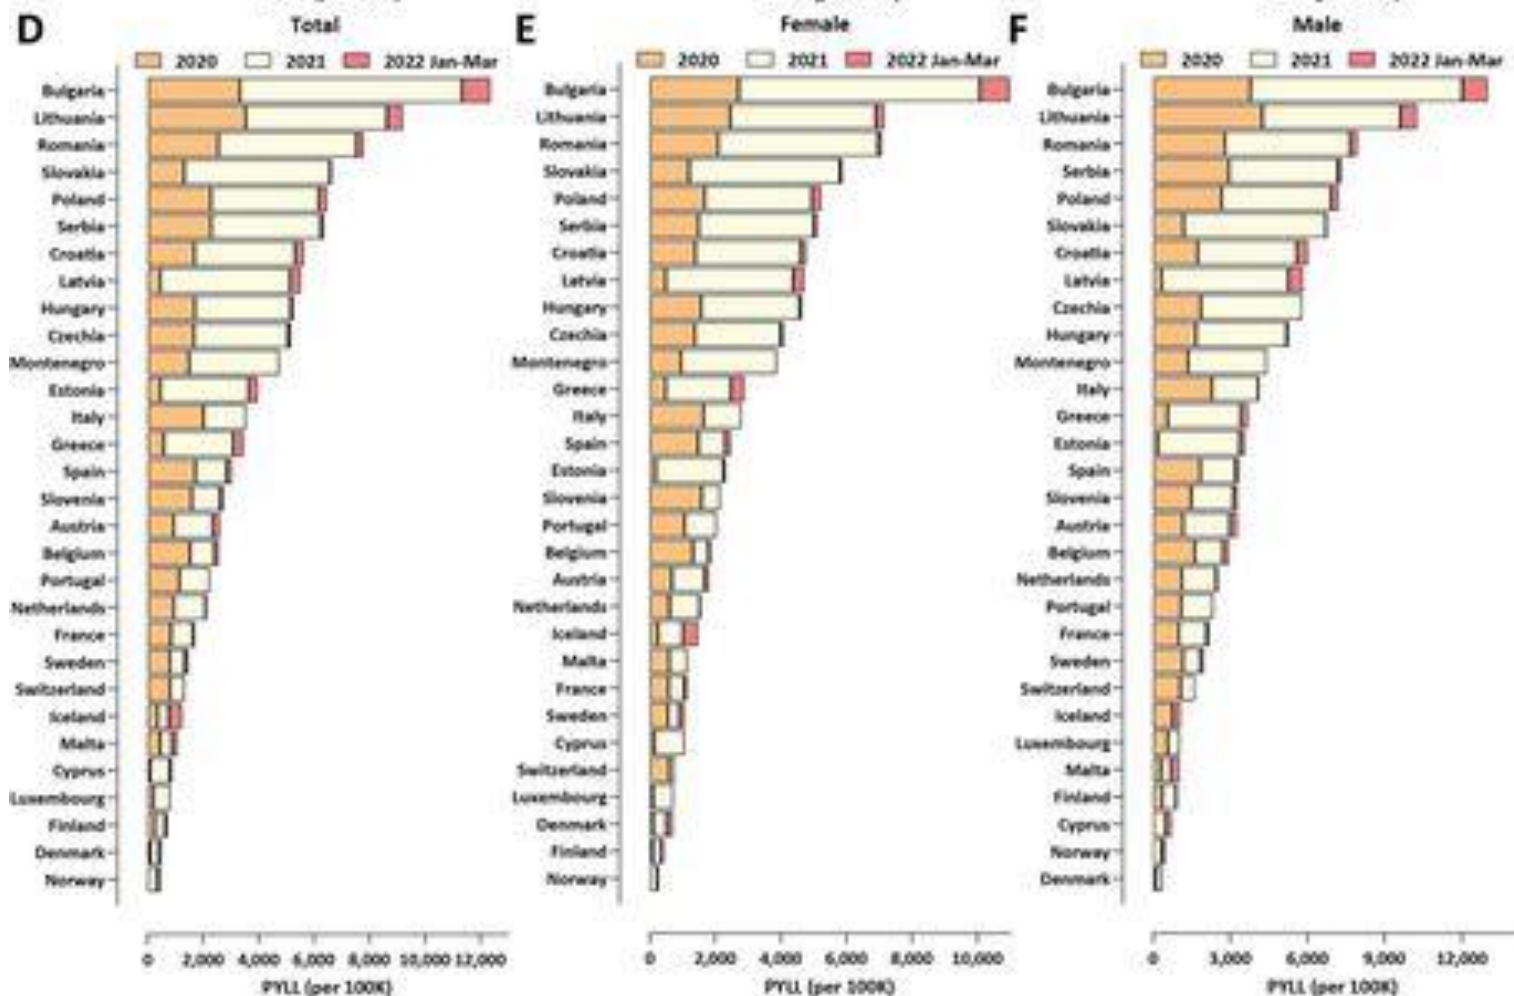 D
Total
2020 2021 2022 Jan-Mar
Bulgaria
Lithuania
Romania
Slovakia
Poland
Serbia
Croatia
Latvia
Hungary
Czechia
Montenegro
Estonia
Italy
Greece
Spain
Slovenia
Austria
Belgium
Portugal
Netherlands
France
Sweden
Switzerland
Iceland
Malta
Cyprus
Luxembourg
Finland
Denmark
Norway
0 2,000 4,000 6,000 8,000 10,000 12,000
PYLL (per 100K)
E
Female
2020 2021 2022 Jan-Mar
Bulgaria
Lithuania
Romania
Slovakia
Poland
Serbia
Croatia
Latvia
Hungary
Czechia
Montenegro
Greece
Italy
Spain
Estonia
Slovenia
Portugal
Belgium
Austria
Netherlands
Iceland
Malta
France
Sweden
Cyprus
Switzerland
Luxembourg
Denmark
Finland
Norway
0 2,000 4,000 6,000 8,000 10,000
PYLL (per 100K)
F
Male
2020 2021 2022 Jan-Mar
Bulgaria
Lithuania
Romania
Serbia
Poland
Slovakia
Croatia
Latvia
Czechia
Hungary
Montenegro
Italy
Greece
Estonia
Spain
Slovenia
Austria
Belgium
Netherlands
Portugal
France
Sweden
Switzerland
Iceland
Luxembourg
Malta
Finland
Cyprus
Norway
Denmark
0 3,000 6,000 9,000 12,000
PYLL (per 100K)